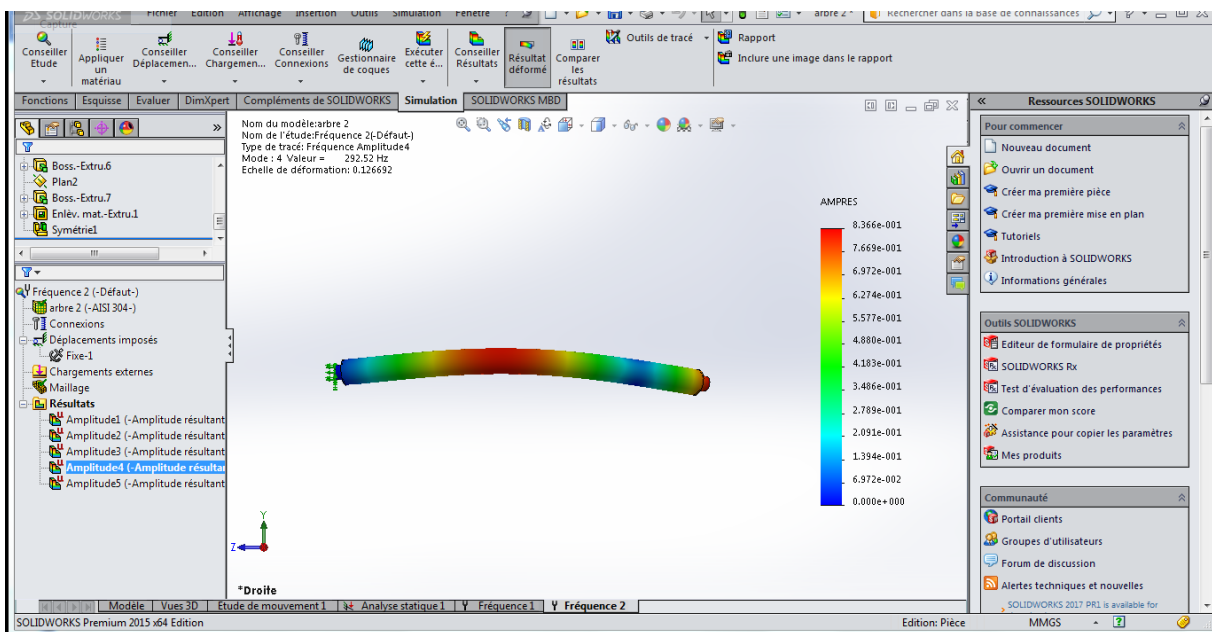 SOLIDWORKS
Fichier Edition Affichage Insertion Outils Simulation Fenêtre ? arbre 2 * Rechercher dans la base de connaissances
Capture
Conseiller Etude
Appliquer un matériau
Conseiller Déplacemen...
Conseiller Chargemen...
Conseiller Connexions
Gestionnaire de coques
Exécuter cette é...
Conseiller Résultats
Résultat déformé
Comparer les résultats
Outils de tracé
Rapport
Inclure une image dans le rapport
Fonctions Esquisse Evaluer DimXpert Compléments de SOLIDWORKS Simulation SOLIDWORKS MBD
Boss.-Extru.6
Plan2
Boss.-Extru.7
Enlèv. mat.-Extru.1
Symétrie1
Fréquence 2 (-Défaut-)
arbre 2 (-AISI 304-)
Connexions
Déplacements imposés
Fixe-1
Chargements externes
Maillage
Résultats
Amplitude1 (-Amplitude résultant
Amplitude2 (-Amplitude résultant
Amplitude3 (-Amplitude résultant
Amplitude4 (-Amplitude résultan
Amplitude5 (-Amplitude résultant
Nom du modèle:arbre 2
Nom de l'étude:Fréquence 2(-Défaut-)
Type de tracé: Fréquence Amplitude4
Mode : 4 Valeur = 292.52 Hz
Echelle de déformation: 0.126692
AMPRES
8.366e-001
7.669e-001
6.972e-001
6.274e-001
5.577e-001
4.880e-001
4.183e-001
3.486e-001
2.789e-001
2.091e-001
1.394e-001
6.972e-002
0.000e+000
Y
Z
*Droite
Ressources SOLIDWORKS
Pour commencer
Nouveau document
Ouvrir un document
Créer ma première pièce
Créer ma première mise en plan
Tutoriels
Introduction à SOLIDWORKS
Informations générales
Outils SOLIDWORKS
Editeur de formulaire de propriétés
SOLIDWORKS Rx
Test d'évaluation des performances
Comparer mon score
Assistance pour copier les paramètres
Mes produits
Communauté
Portail clients
Groupes d'utilisateurs
Forum de discussion
Alertes techniques et nouvelles
SOLIDWORKS 2017 PR1 is available for
Modèle Vues 3D Etude de mouvement 1 Analyse statique 1 Fréquence 1 Fréquence 2
SOLIDWORKS Premium 2015 x64 Edition Edition: Pièce MMGS